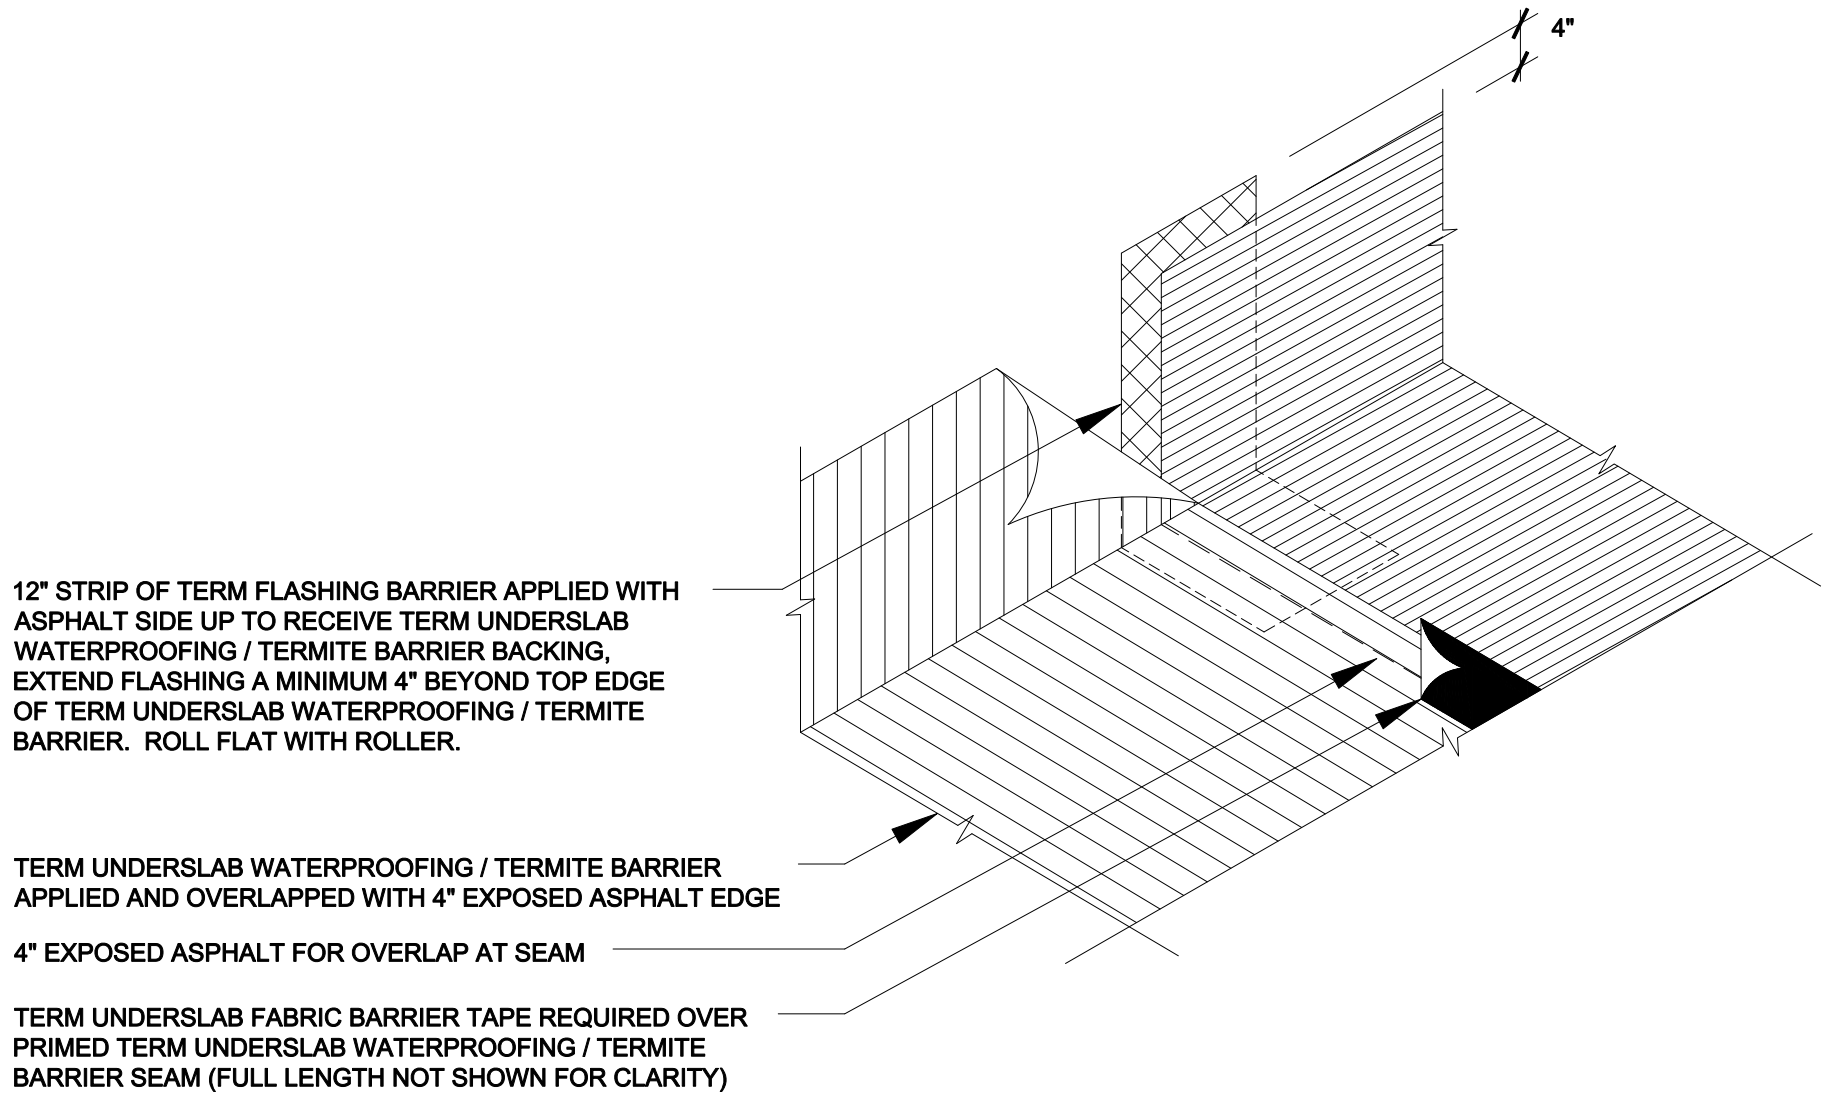 4"
12" STRIP OF TERM FLASHING BARRIER APPLIED WITH
ASPHALT SIDE UP TO RECEIVE TERM UNDERSLAB
WATERPROOFING / TERMITE BARRIER BACKING,
EXTEND FLASHING A MINIMUM 4" BEYOND TOP EDGE
OF TERM UNDERSLAB WATERPROOFING / TERMITE
BARRIER. ROLL FLAT WITH ROLLER.
TERM UNDERSLAB WATERPROOFING / TERMITE BARRIER
APPLIED AND OVERLAPPED WITH 4" EXPOSED ASPHALT EDGE
4" EXPOSED ASPHALT FOR OVERLAP AT SEAM
TERM UNDERSLAB FABRIC BARRIER TAPE REQUIRED OVER
PRIMED TERM UNDERSLAB WATERPROOFING / TERMITE
BARRIER SEAM (FULL LENGTH NOT SHOWN FOR CLARITY)